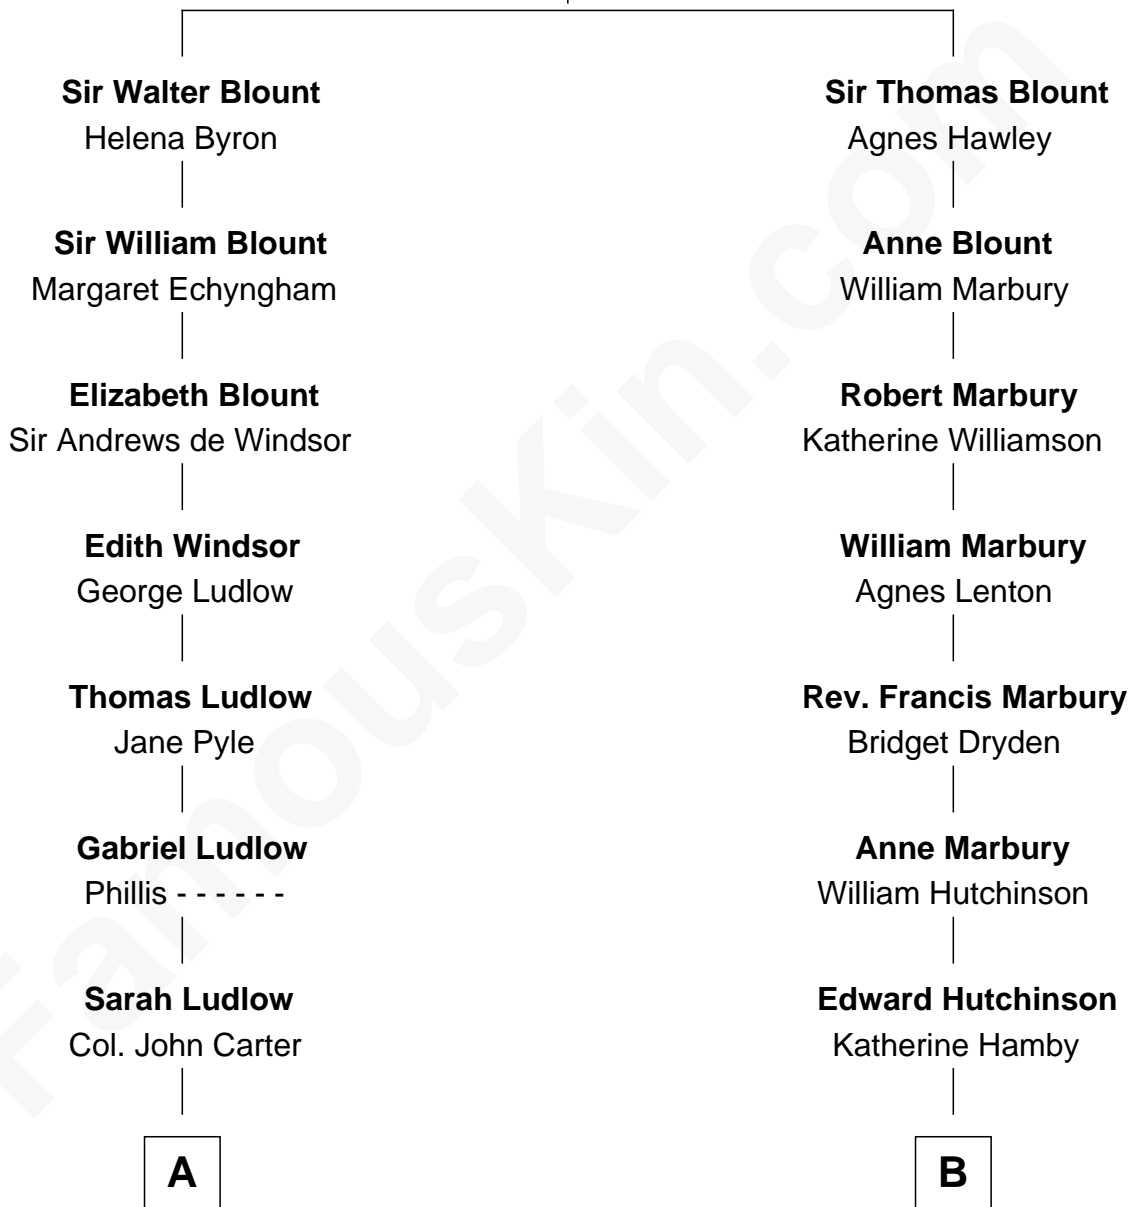 Sir Walter Blount
Helena Byron
Sir William Blount
Margaret Echyngham
Elizabeth Blount
Sir Andrews de Windsor
Edith Windsor
George Ludlow
Thomas Ludlow
Jane Pyle
Gabriel Ludlow
Phillis - - - - - -
Sarah Ludlow
Col. John Carter
A
Sir Thomas Blount
Agnes Hawley
Anne Blount
William Marbury
Robert Marbury
Katherine Williamson
William Marbury
Agnes Lenton
Rev. Francis Marbury
Bridget Dryden
Anne Marbury
William Hutchinson
Edward Hutchinson
Katherine Hamby
B
FamousKin.com